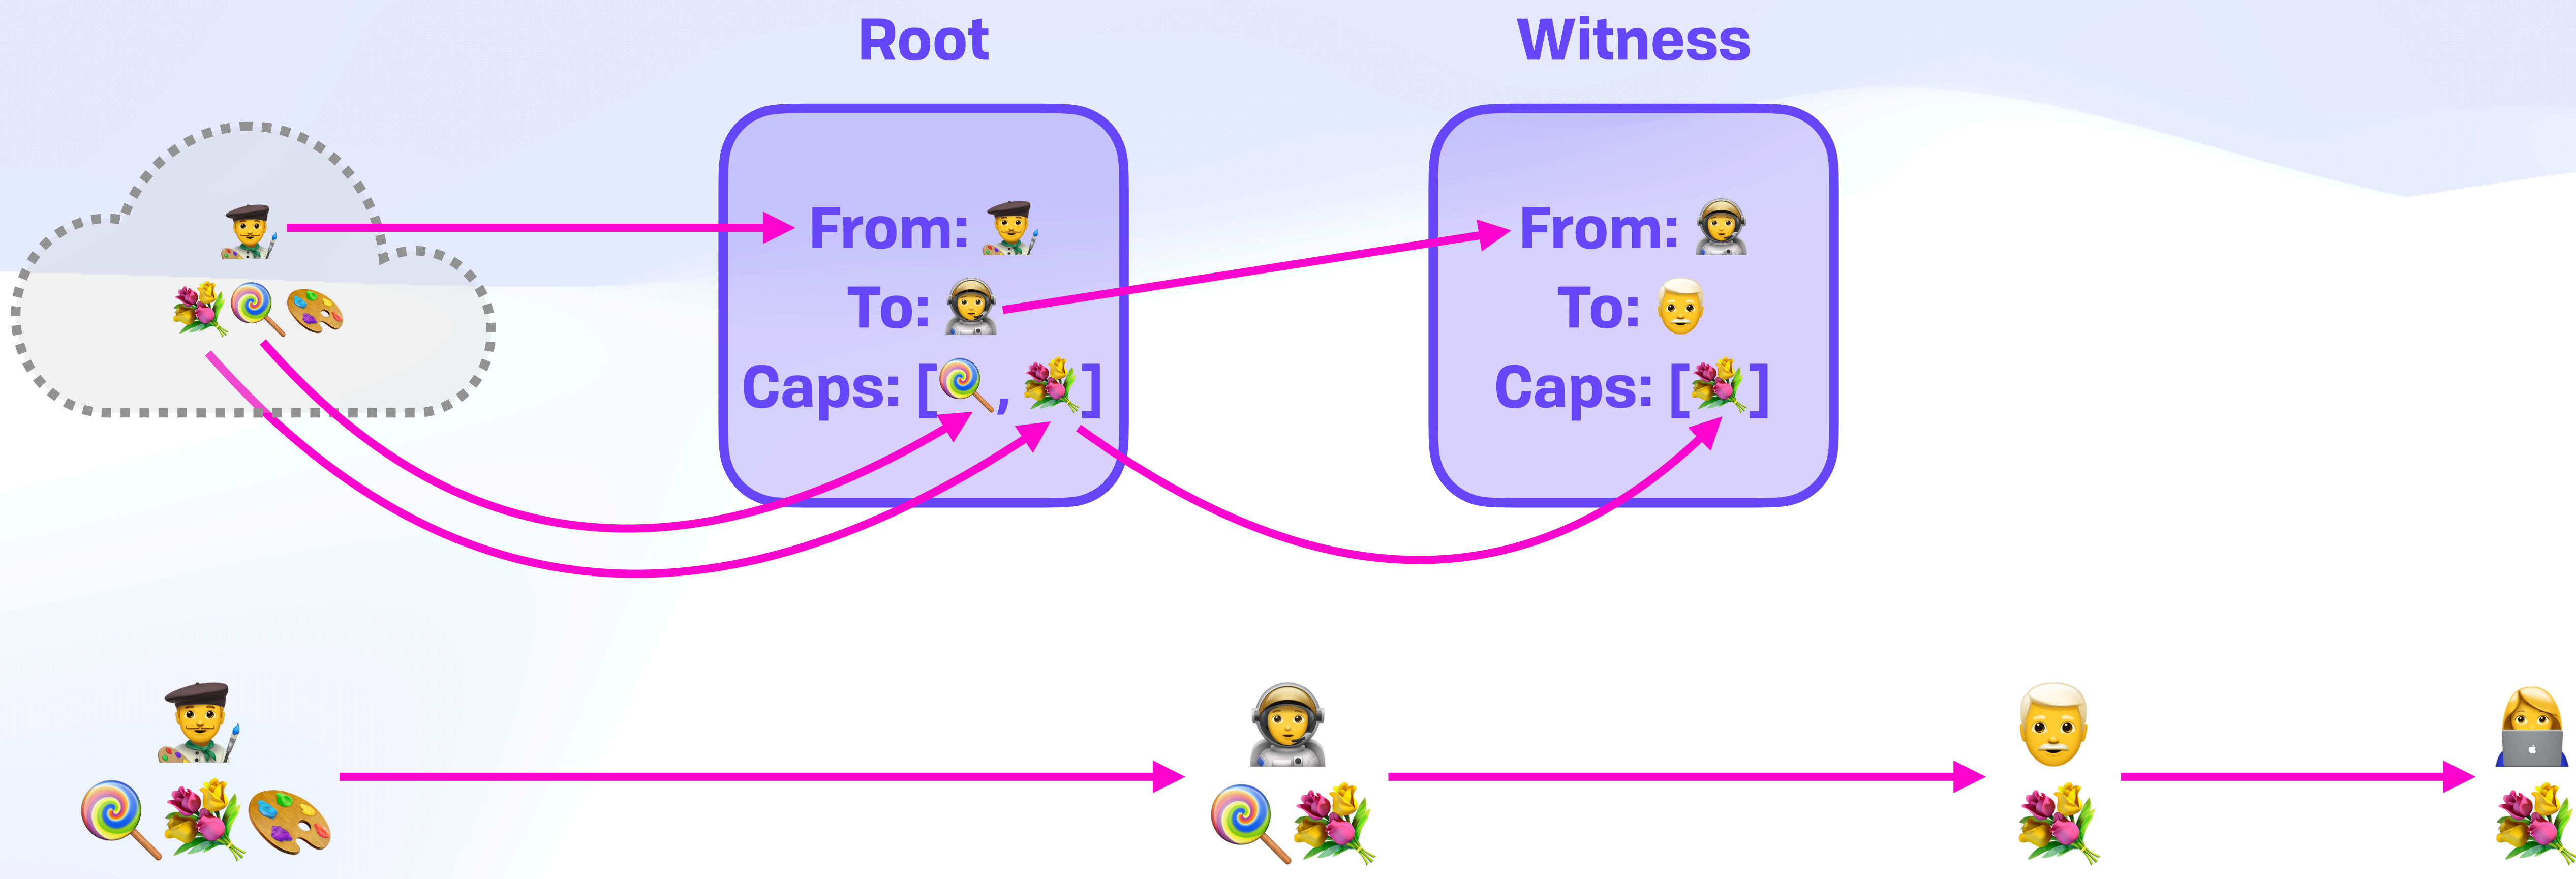 Root
Witness
From: 👨‍🎨
To: 🧑‍🚀
Caps: [🍭, 💐]
From: 🧑‍🚀
To: 👨‍🦳
Caps: [💐]